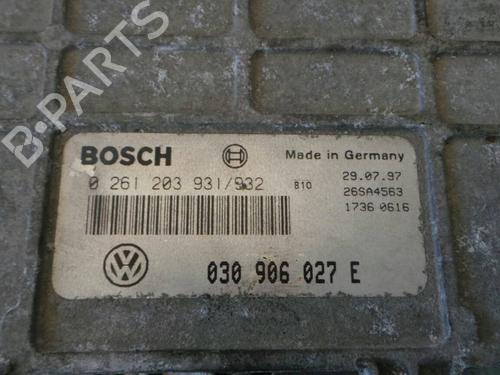 B-PARTS
BOSCH Made in Germany
0 261 203 931/932 B10 29.07.97
26SA4563
1736 0616
030 906 027 E